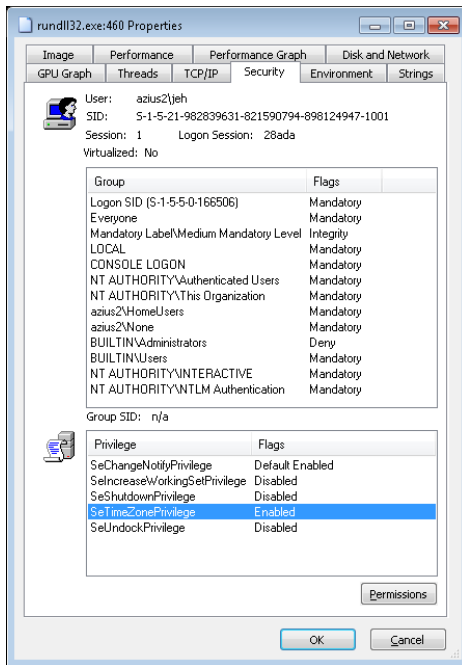 rundll32.exe:460 Properties
Image Performance Performance Graph Disk and Network
GPU Graph Threads TCP/IP Security Environment Strings
User: azius2\jeh
SID: S-1-5-21-982839631-821590794-898124947-1001
Session: 1 Logon Session: 28ada
Virtualized: No
Group Flags
Logon SID (S-1-5-5-0-166506) Mandatory
Everyone Mandatory
Mandatory Label\Medium Mandatory Level Integrity
LOCAL Mandatory
CONSOLE LOGON Mandatory
NT AUTHORITY\Authenticated Users Mandatory
NT AUTHORITY\This Organization Mandatory
azius2\HomeUsers Mandatory
azius2\None Mandatory
BUILTIN\Administrators Deny
BUILTIN\Users Mandatory
NT AUTHORITY\INTERACTIVE Mandatory
NT AUTHORITY\NTLM Authentication Mandatory
Group SID: n/a
Privilege Flags
SeChangeNotifyPrivilege Default Enabled
SeIncreaseWorkingSetPrivilege Disabled
SeShutdownPrivilege Disabled
SeTimeZonePrivilege Enabled
SeUndockPrivilege Disabled
Permissions
OK Cancel